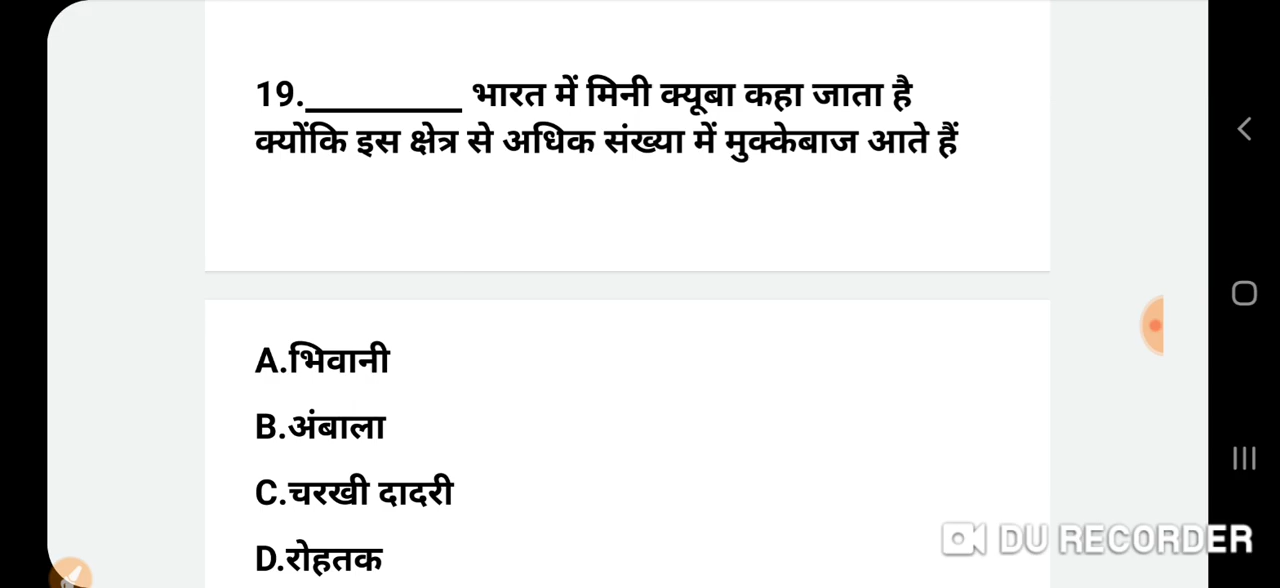 19.________ भारत में मिनी क्यूबा कहा जाता है
क्योंकि इस क्षेत्र से अधिक संख्या में मुक्केबाज आते हैं
A.भिवानी
B.अंबाला
C.चरखी दादरी
D.रोहतक
DU RECORDER